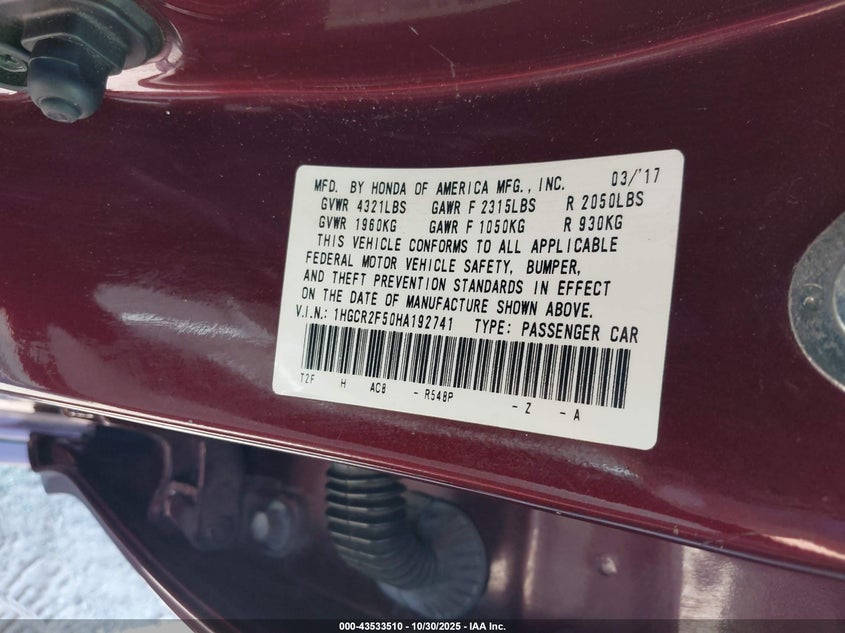 MFD. BY HONDA OF AMERICA MFG., INC. 03/'17
GVWR 4321LBS GAWR F 2315LBS R 2050LBS
GVWR 1960KG GAWR F 1050KG R 930KG
THIS VEHICLE CONFORMS TO ALL APPLICABLE
FEDERAL MOTOR VEHICLE SAFETY, BUMPER,
AND THEFT PREVENTION STANDARDS IN EFFECT
ON THE DATE OF MANUFACTURE SHOWN ABOVE.
V.I.N.: 1HGCR2F50HA192741 TYPE: PASSENGER CAR
T2F H AC8 - R548P - Z - A
000-43533510 - 10/30/2025 - IAA Inc.